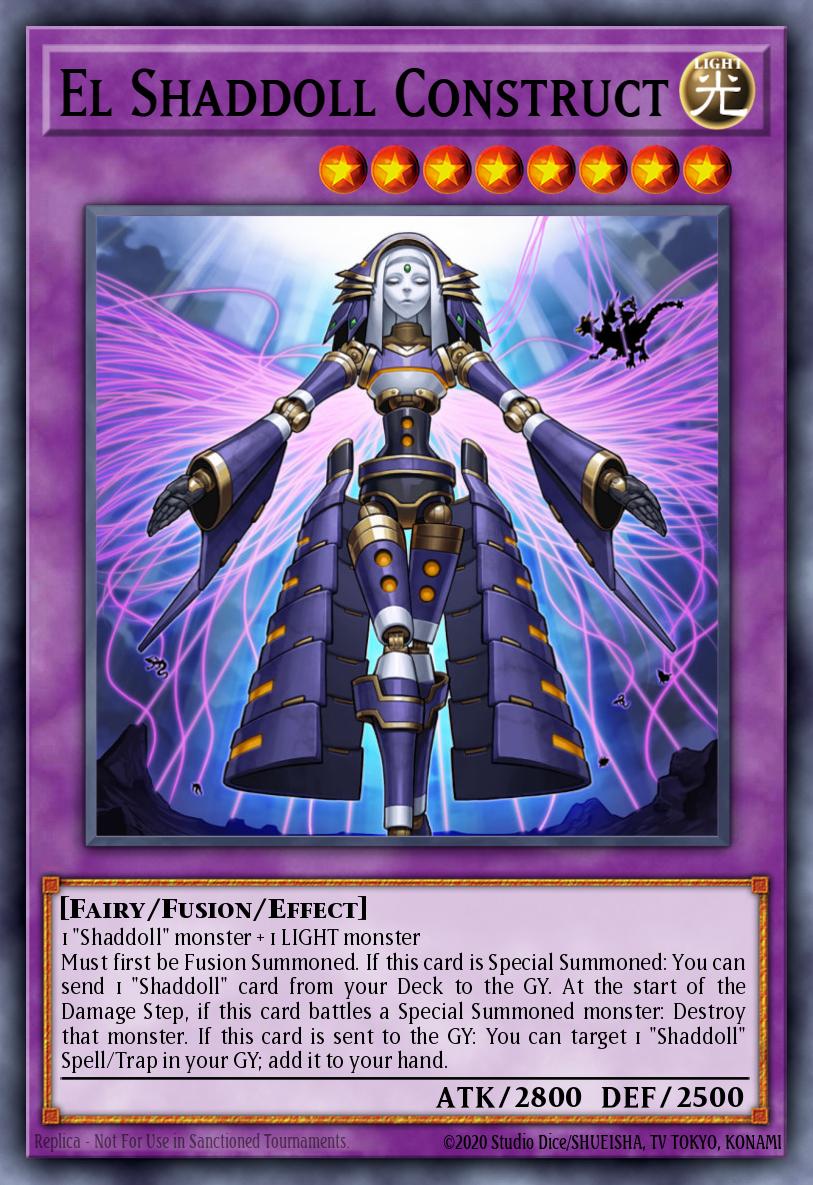 El Shaddoll Construct
LIGHT
光
[Fairy/Fusion/Effect]
1 "Shaddoll" monster + 1 LIGHT monster
Must first be Fusion Summoned. If this card is Special Summoned: You can
send 1 "Shaddoll" card from your Deck to the GY. At the start of the
Damage Step, if this card battles a Special Summoned monster: Destroy
that monster. If this card is sent to the GY: You can target 1 "Shaddoll"
Spell/Trap in your GY; add it to your hand.
ATK/2800 DEF/2500
Replica - Not For Use in Sanctioned Tournaments.
©2020 Studio Dice/SHUEISHA, TV TOKYO, KONAMI